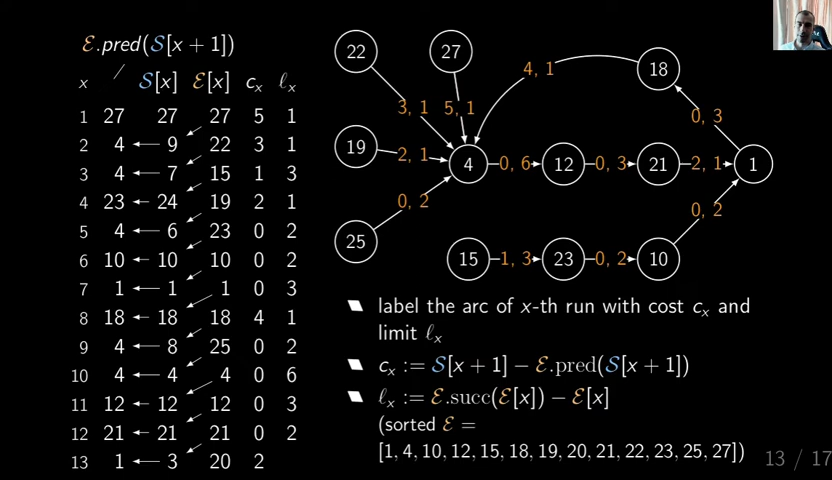 ℰ.pred(𝒮[x + 1])
x 𝒮[x] ℰ[x] cₓ ℓₓ
1 27 27 27 5 1
2 4 ← 9 22 3 1
3 4 ← 7 15 1 3
4 23 ← 24 19 2 1
5 4 ← 6 23 0 2
6 10 ← 10 10 0 2
7 1 ← 1 1 0 3
8 18 ← 18 18 4 1
9 4 ← 8 25 0 2
10 4 ← 4 4 0 6
11 12 ← 12 12 0 3
12 21 ← 21 21 0 2
13 1 ← 3 20 2
22 27 18
4, 1
3, 1 5, 1 0, 3
19 2, 1 4 0, 6 12 0, 3 21 2, 1 1
0, 2 0, 2
25 15 1, 3 23 0, 2 10
label the arc of x-th run with cost cₓ and
limit ℓₓ
cₓ := 𝒮[x + 1] − ℰ.pred(𝒮[x + 1])
ℓₓ := ℰ.succ(ℰ[x]) − ℰ[x]
(sorted ℰ =
[1, 4, 10, 12, 15, 18, 19, 20, 21, 22, 23, 25, 27])
13 / 17